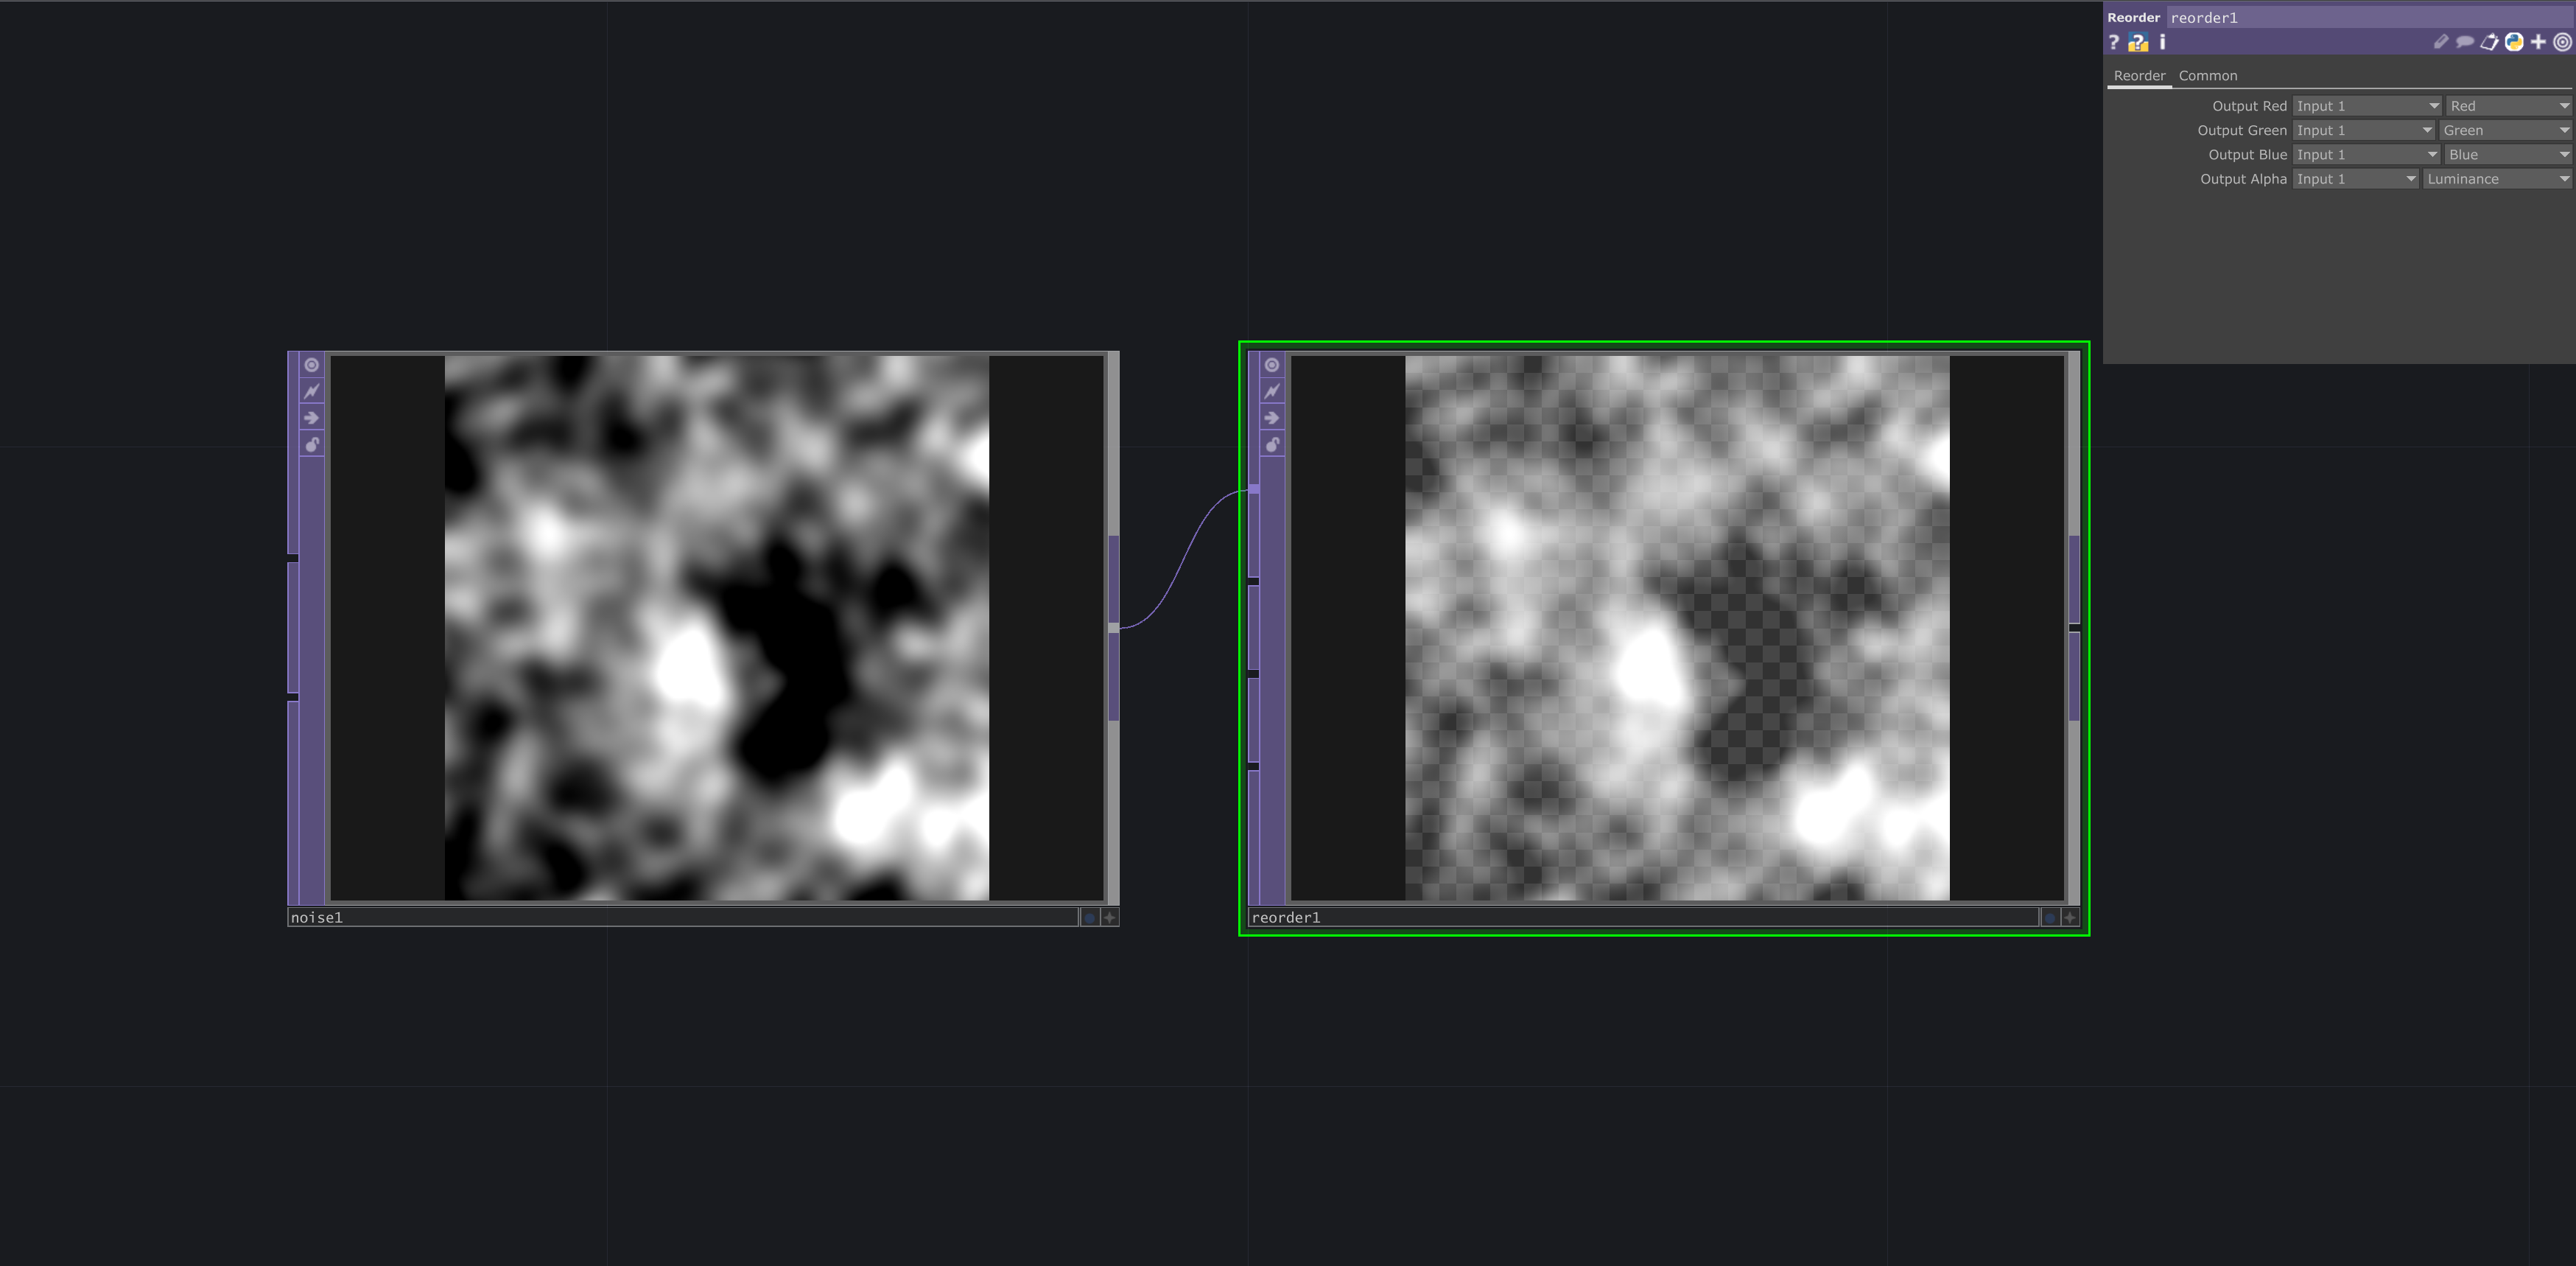 Reorder reorder1
? ? i
Reorder Common
Output Red Input 1 Red
Output Green Input 1 Green
Output Blue Input 1 Blue
Output Alpha Input 1 Luminance
noise1
reorder1